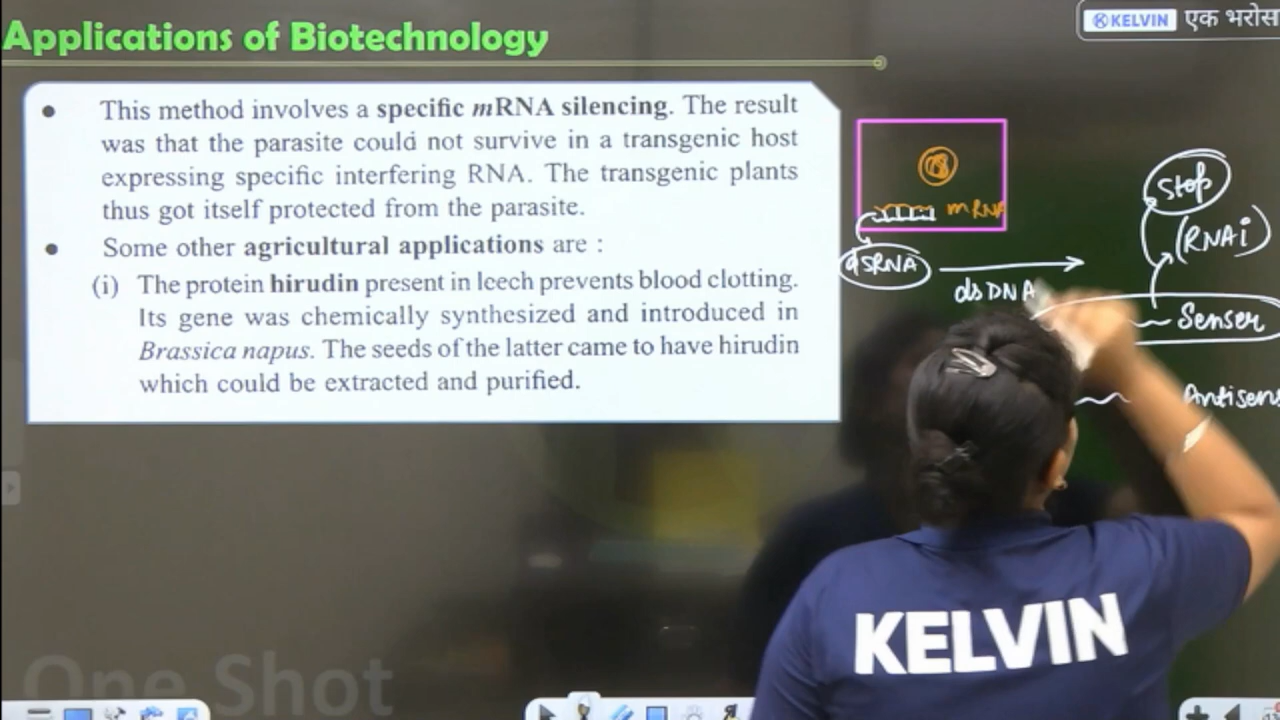 Applications of Biotechnology
KELVIN एक भरोस
• This method involves a specific mRNA silencing. The result
was that the parasite could not survive in a transgenic host
expressing specific interfering RNA. The transgenic plants
thus got itself protected from the parasite.
• Some other agricultural applications are :
(i) The protein hirudin present in leech prevents blood clotting.
Its gene was chemically synthesized and introduced in
Brassica napus. The seeds of the latter came to have hirudin
which could be extracted and purified.
mRNA
Stop
(RNAi)
dsDNA
Senser
Antisens
KELVIN
One Shot